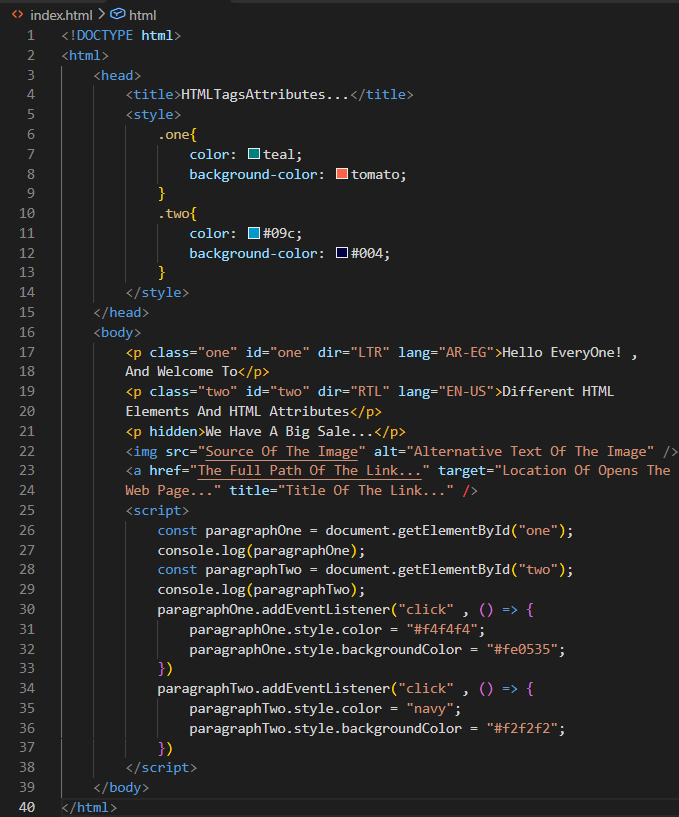 index.html > html
1 <!DOCTYPE html>
2 <html>
3     <head>
4         <title>HTMLTagsAttributes...</title>
5         <style>
6             .one{
7                 color: teal;
8                 background-color: tomato;
9             }
10             .two{
11                 color: #09c;
12                 background-color: #004;
13             }
14         </style>
15     </head>
16     <body>
17         <p class="one" id="one" dir="LTR" lang="AR-EG">Hello EveryOne! ,
18         And Welcome To</p>
19         <p class="two" id="two" dir="RTL" lang="EN-US">Different HTML
20         Elements And HTML Attributes</p>
21         <p hidden>We Have A Big Sale...</p>
22         <img src="Source Of The Image" alt="Alternative Text Of The Image" />
23         <a href="The Full Path Of The Link..." target="Location Of Opens The
24         Web Page..." title="Title Of The Link..." />
25         <script>
26             const paragraphOne = document.getElementById("one");
27             console.log(paragraphOne);
28             const paragraphTwo = document.getElementById("two");
29             console.log(paragraphTwo);
30             paragraphOne.addEventListener("click" , () => {
31                 paragraphOne.style.color = "#f4f4f4";
32                 paragraphOne.style.backgroundColor = "#fe0535";
33             })
34             paragraphTwo.addEventListener("click" , () => {
35                 paragraphTwo.style.color = "navy";
36                 paragraphTwo.style.backgroundColor = "#f2f2f2";
37             })
38         </script>
39     </body>
40 </html>